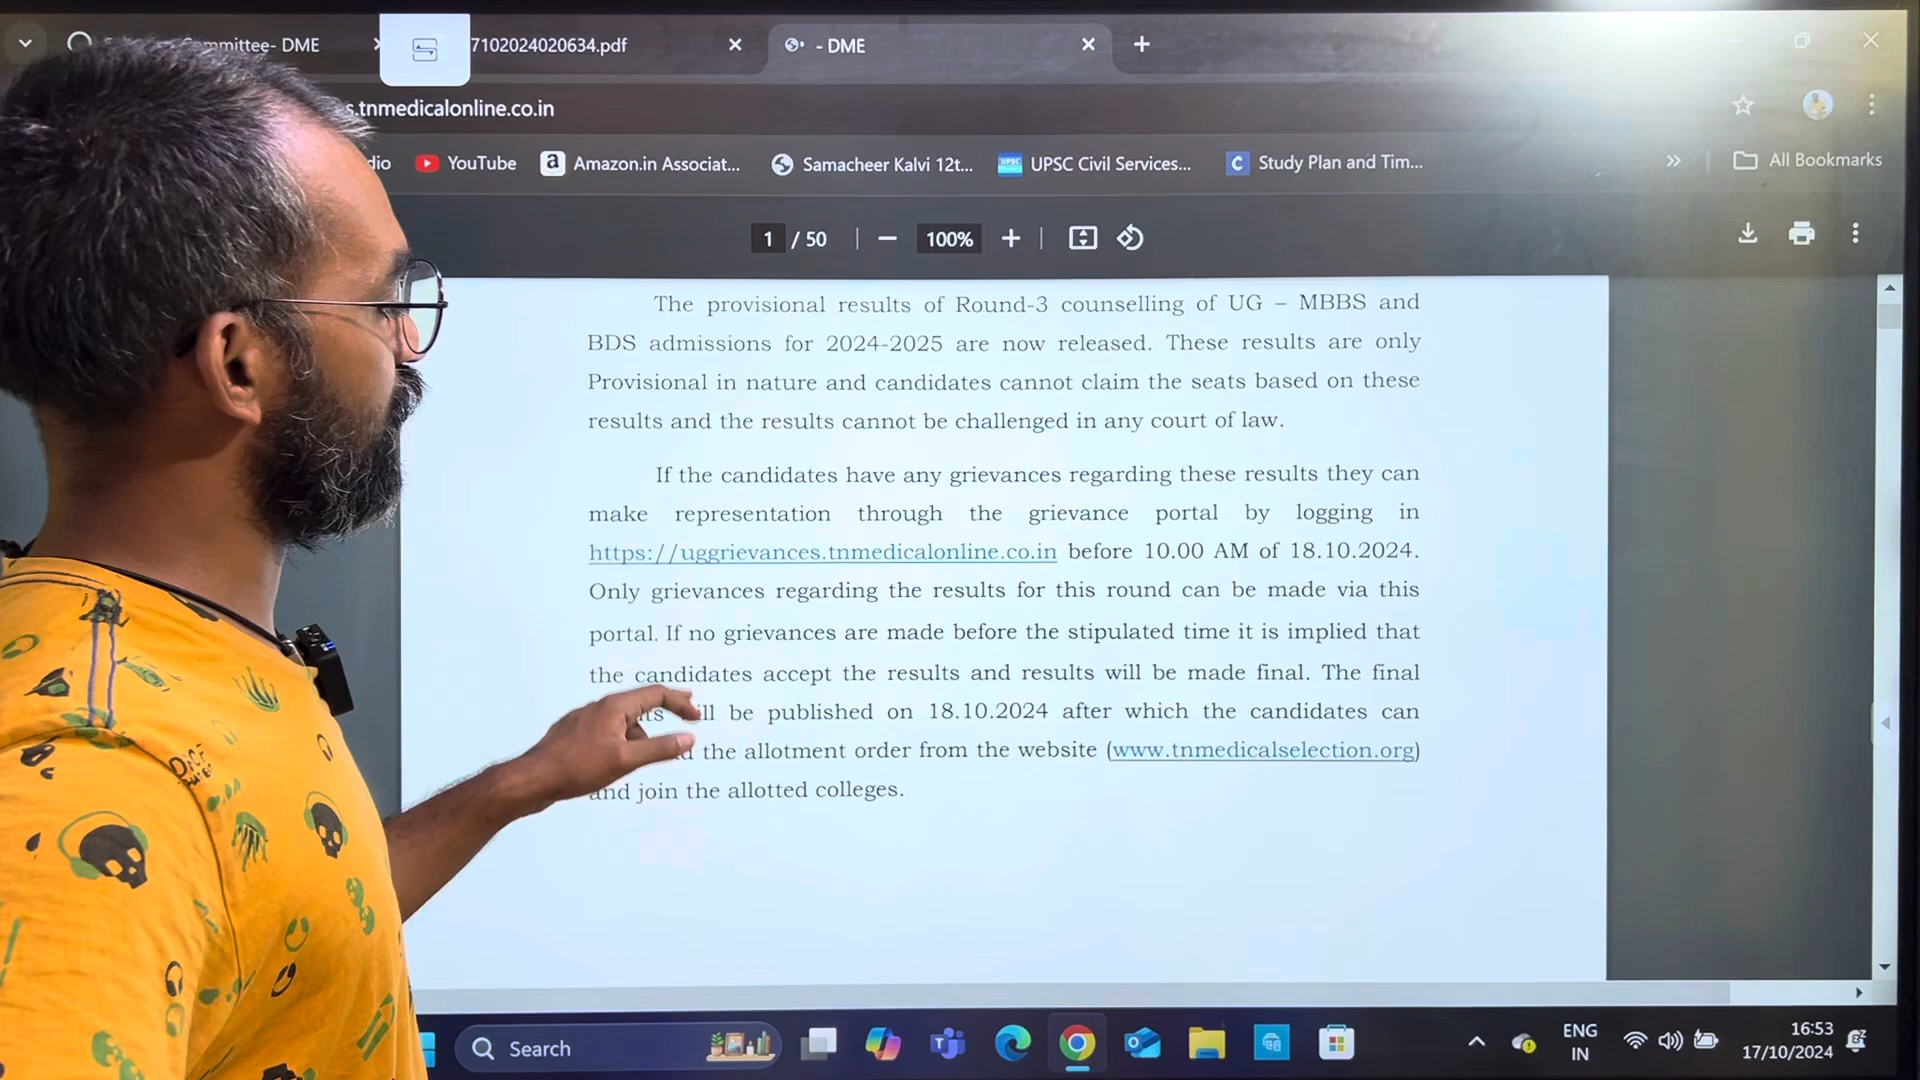 mmittee- DME
7102024020634.pdf
- DME
s.tnmedicalonline.co.in
dio
YouTube
Amazon.in Associat...
Samacheer Kalvi 12t...
UPSC Civil Services...
Study Plan and Tim...
All Bookmarks
1 / 50
100%
The provisional results of Round-3 counselling of UG – MBBS and
BDS admissions for 2024-2025 are now released. These results are only
Provisional in nature and candidates cannot claim the seats based on these
results and the results cannot be challenged in any court of law.
If the candidates have any grievances regarding these results they can
make representation through the grievance portal by logging in
https://uggrievances.tnmedicalonline.co.in before 10.00 AM of 18.10.2024.
Only grievances regarding the results for this round can be made via this
portal. If no grievances are made before the stipulated time it is implied that
the candidates accept the results and results will be made final. The final
be published on 18.10.2024 after which the candidates can
the allotment order from the website (www.tnmedicalselection.org)
and join the allotted colleges.
Search
ENG
IN
16:53
17/10/2024